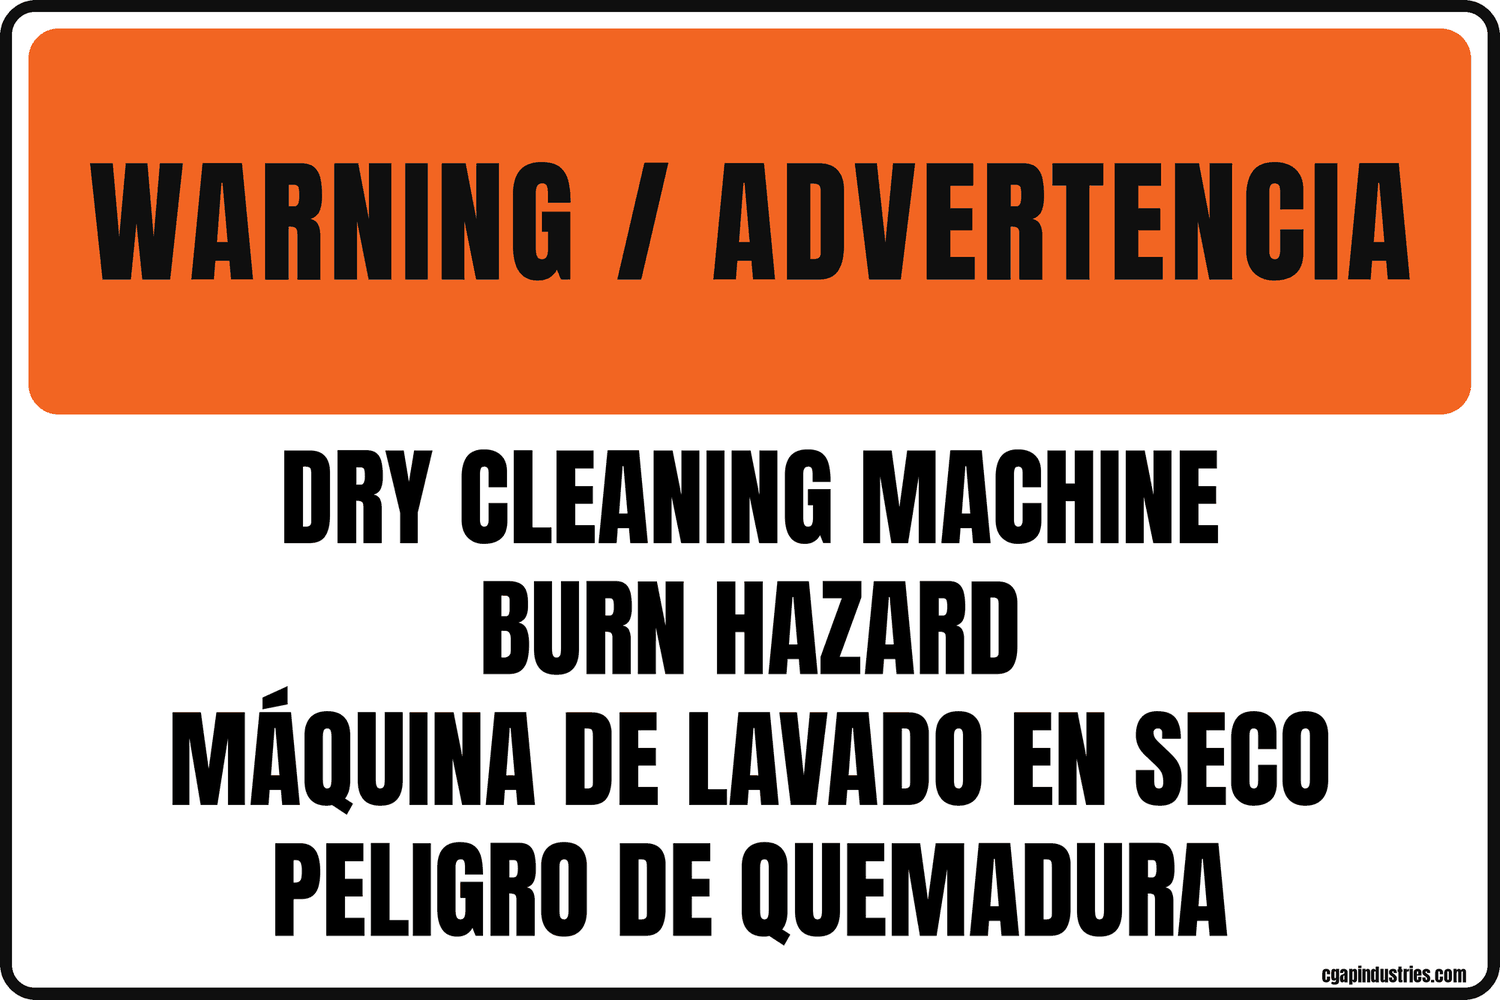 WARNING / ADVERTENCIA
DRY CLEANING MACHINE
BURN HAZARD
MÁQUINA DE LAVADO EN SECO
PELIGRO DE QUEMADURA
cgapindustries.com